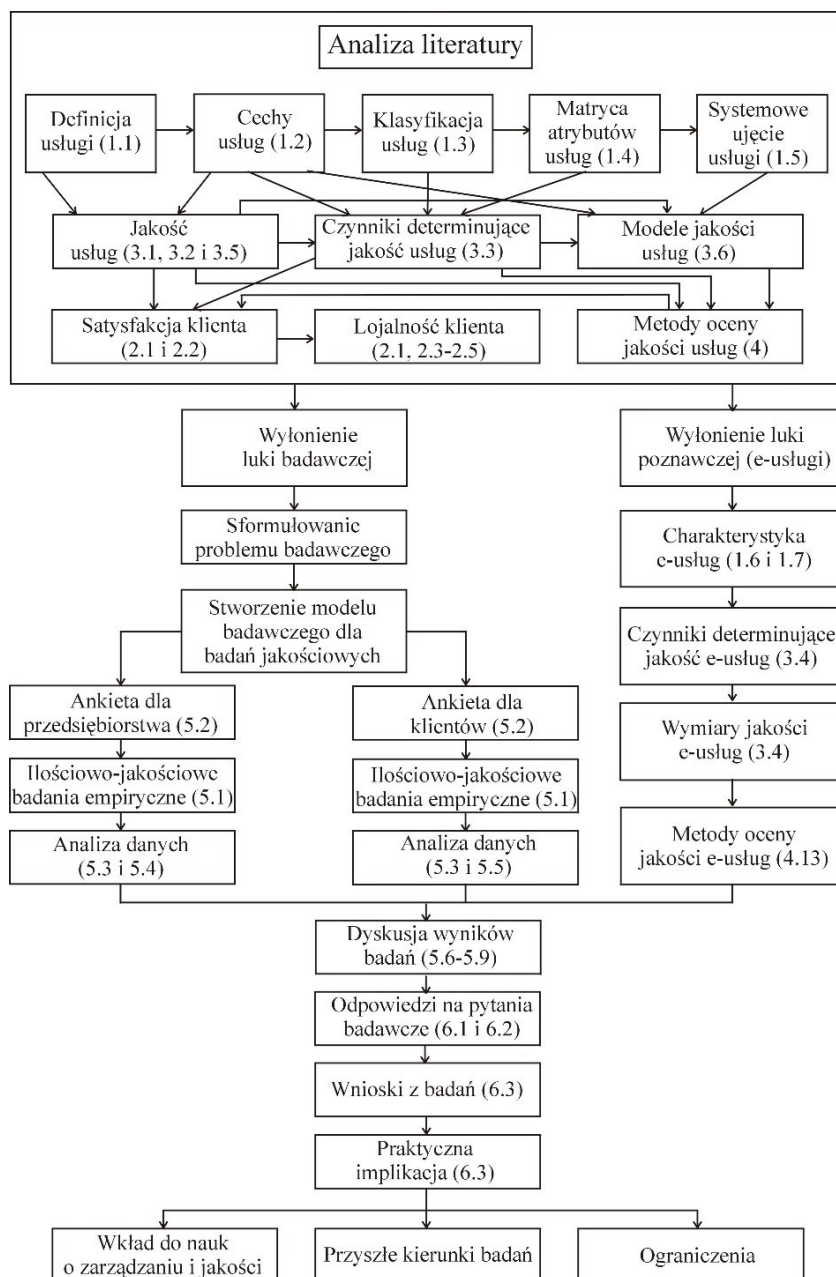 Analiza literatury
Definicja
usługi (1.1)
Cechy
usług (1.2)
Klasyfikacja
usług (1.3)
Matryca
atrybutów
usług (1.4)
Systemowe
ujęcie
usługi (1.5)
Jakość
usług (3.1, 3.2 i 3.5)
Czynniki determinujące
jakość usług (3.3)
Modele jakości
usług (3.6)
Satysfakcja klienta
(2.1 i 2.2)
Lojalność klienta
(2.1, 2.3-2.5)
Metody oceny
jakości usług (4)
Wyłonienie
luki badawczej
Wyłonienie luki
poznawczej (e-usługi)
Sformułowanie
problemu badawczego
Charakterystyka
e-usług (1.6 i 1.7)
Stworzenie modelu
badawczego dla
badań jakościowych
Czynniki determinujące
jakość e-usług (3.4)
Ankieta dla
przedsiębiorstwa (5.2)
Ankieta dla
klientów (5.2)
Wymiary jakości
e-usług (3.4)
Ilościowo-jakościowe
badania empiryczne (5.1)
Ilościowo-jakościowe
badania empiryczne (5.1)
Analiza danych
(5.3 i 5.4)
Analiza danych
(5.3 i 5.5)
Metody oceny
jakości e-usług (4.13)
Dyskusja wyników
badań (5.6-5.9)
Odpowiedzi na pytania
badawcze (6.1 i 6.2)
Wnioski z badań (6.3)
Praktyczna
implikacja (6.3)
Wkład do nauk
o zarządzaniu i jakości
Przyszłe kierunki badań
Ograniczenia